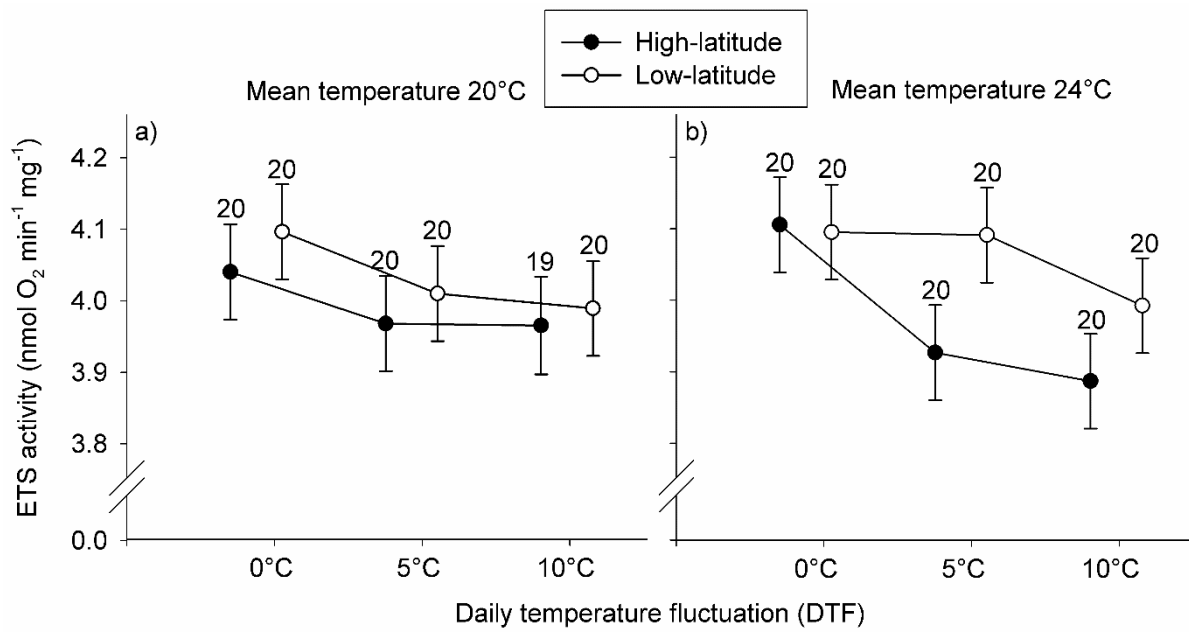 High-latitude
Low-latitude
Mean temperature 20°C
Mean temperature 24°C
a)
b)
ETS activity (nmol O₂ min⁻¹ mg⁻¹)
4.2
4.1
4.0
3.9
3.8
0.0
20
20
20
20
19
20
20
20
20
20
20
20
0°C
5°C
10°C
0°C
5°C
10°C
Daily temperature fluctuation (DTF)